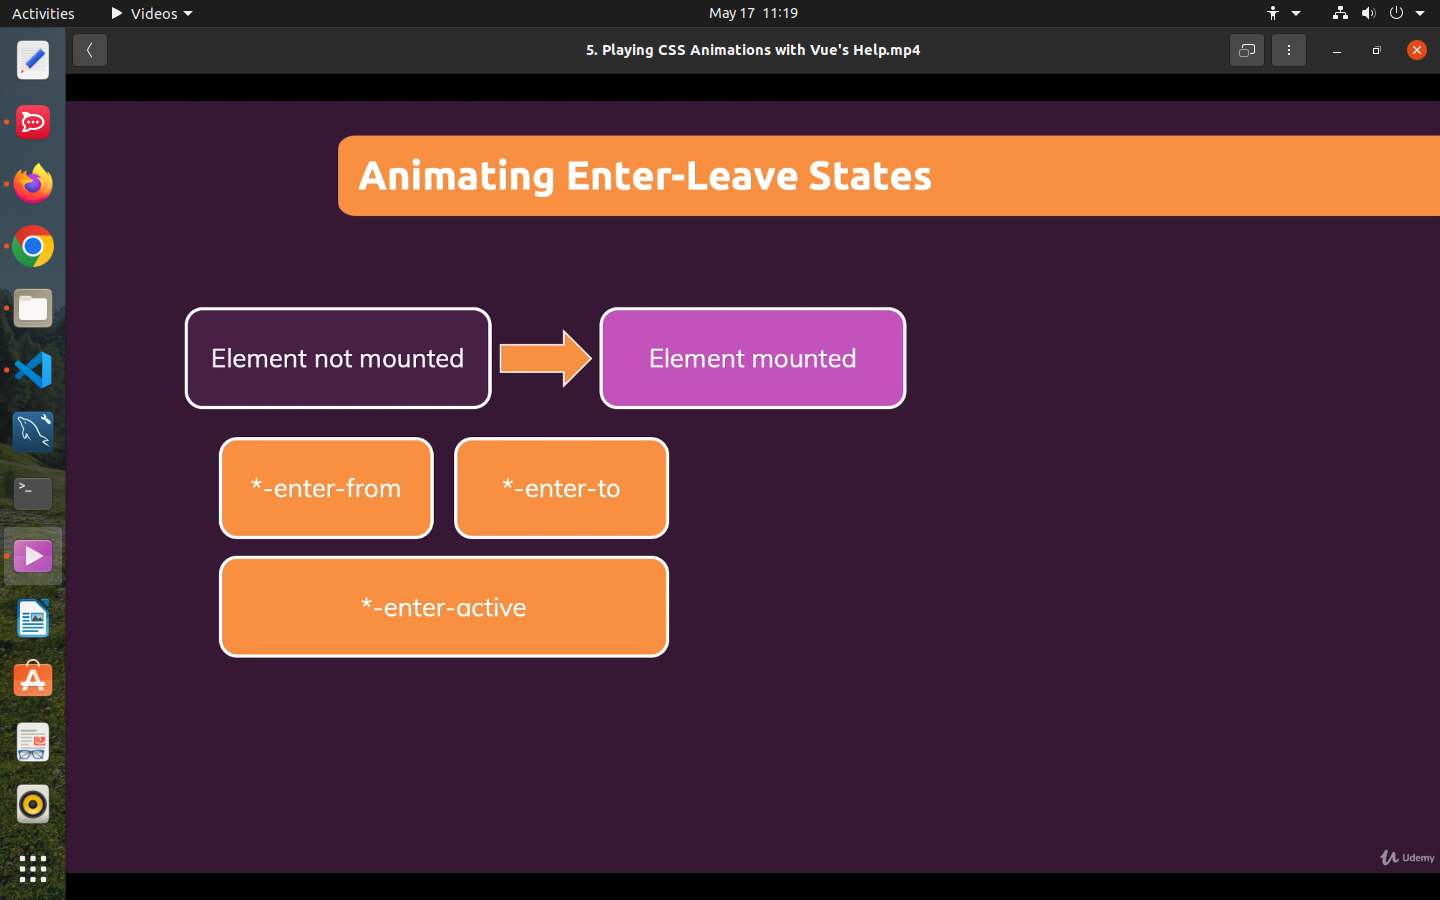 Activities
Videos
May 17 11:19
5. Playing CSS Animations with Vue's Help.mp4
Animating Enter-Leave States
Element not mounted
Element mounted
*-enter-from
*-enter-to
*-enter-active
Udemy